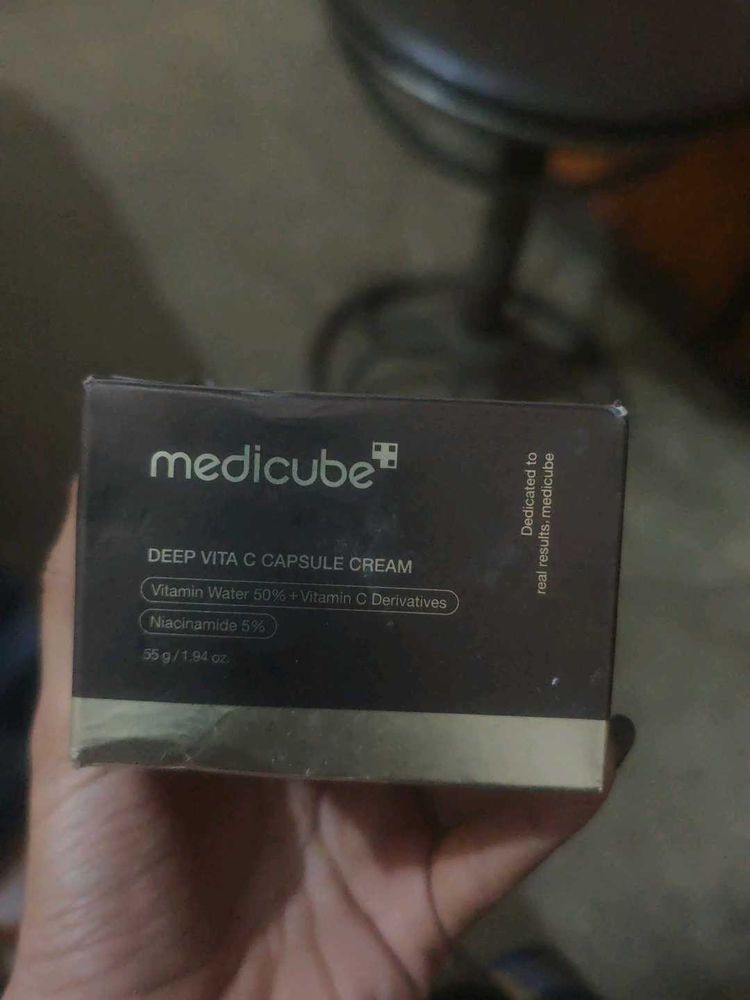 medicube
DEEP VITA C CAPSULE CREAM
Vitamin Water 50% + Vitamin C Derivatives
Niacinamide 5%
55 g / 1.94 oz.
Dedicated to
real results, medicube